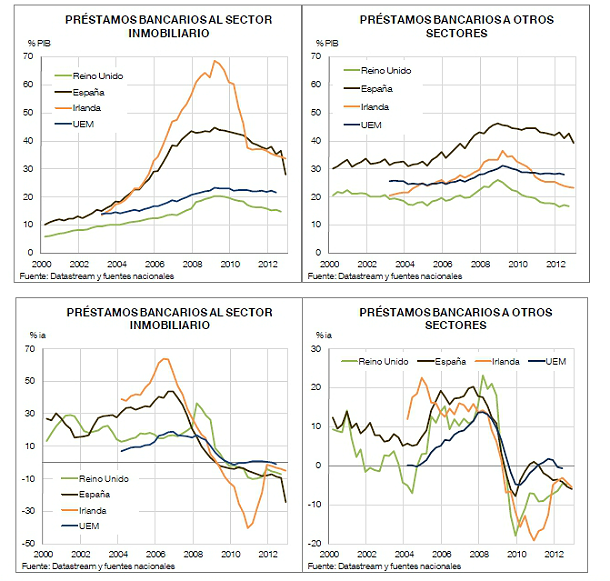 PRÉSTAMOS BANCARIOS AL SECTOR
INMOBILIARIO
% PIB
70
60
50
40
30
20
10
0
Reino Unido
España
Irlanda
UEM
2000 2002 2004 2006 2008 2010 2012
Fuente: Datastream y fuentes nacionales
PRÉSTAMOS BANCARIOS A OTROS
SECTORES
% PIB
70
60
50
40
30
20
10
0
Reino Unido
España
Irlanda
UEM
2000 2002 2004 2006 2008 2010 2012
Fuente: Datastream y fuentes nacionales
PRÉSTAMOS BANCARIOS AL SECTOR
INMOBILIARIO
% ia
70
50
30
10
-10
-30
-50
Reino Unido
España
Irlanda
UEM
2000 2002 2004 2006 2008 2010 2012
Fuente: Datastream y fuentes nacionales
PRÉSTAMOS BANCARIOS A OTROS
SECTORES
% ia
30
20
10
0
-10
-20
Reino Unido España Irlanda UEM
2000 2002 2004 2006 2008 2010 2012
Fuente: Datastream y fuentes nacionales